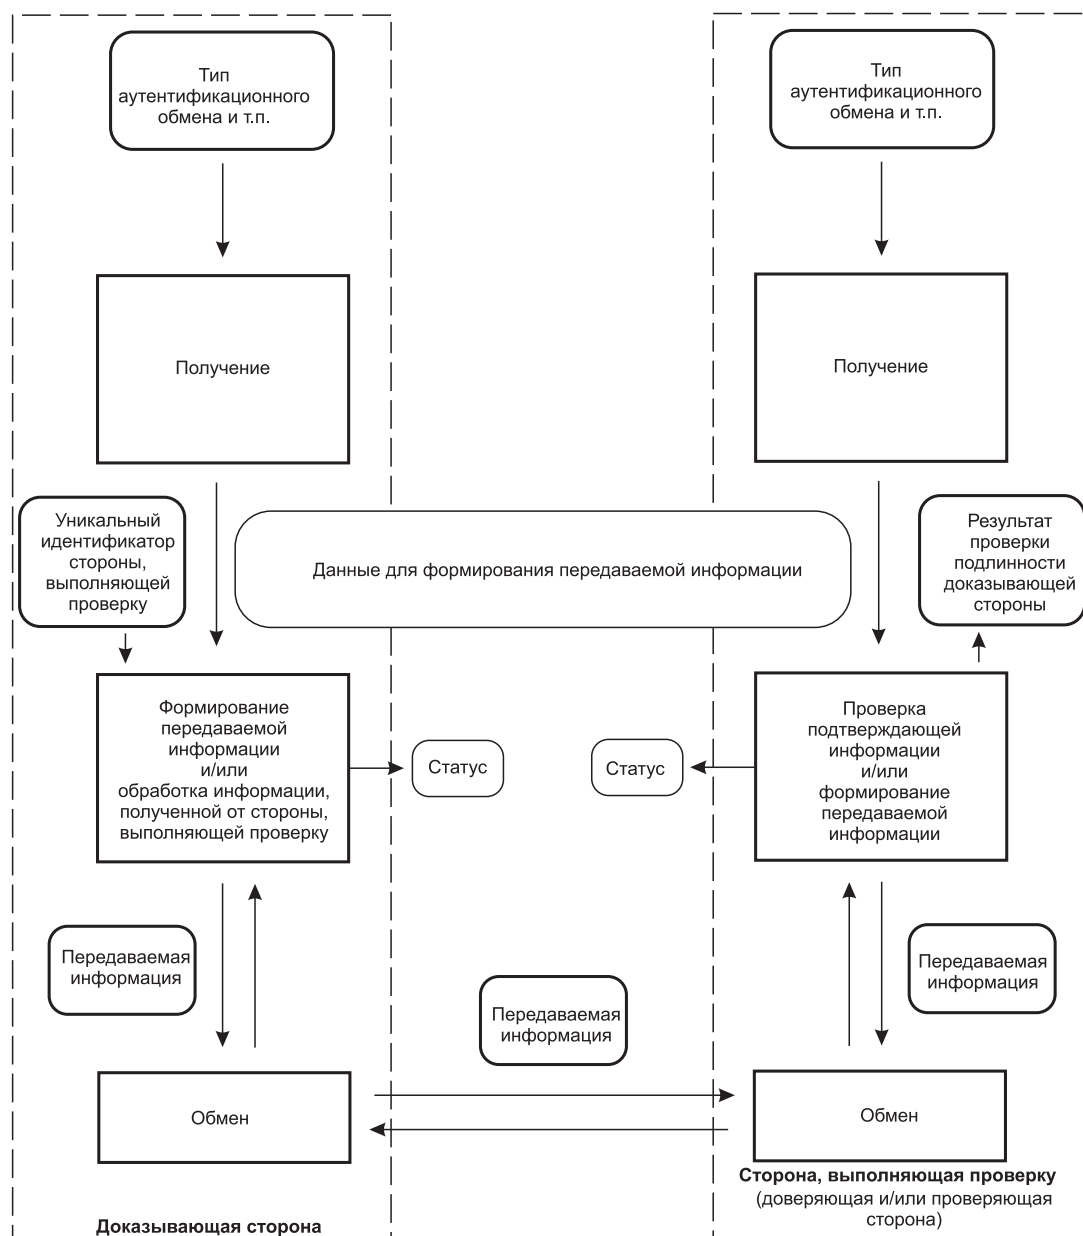 Тип
аутентификационного
обмена и т.п.
Тип
аутентификационного
обмена и т.п.
Получение
Получение
Уникальный
идентификатор
стороны,
выполняющей
проверку
Данные для формирования передаваемой информации
Результат
проверки
подлинности
доказывающей
стороны
Формирование
передаваемой
информации
и/или
обработка информации,
полученной от стороны,
выполняющей проверку
Статус
Статус
Проверка
подтверждающей
информации
и/или
формирование
передаваемой
информации
Передаваемая
информация
Передаваемая
информация
Передаваемая
информация
Обмен
Обмен
Доказывающая сторона
Сторона, выполняющая проверку
(доверяющая и/или проверяющая
сторона)